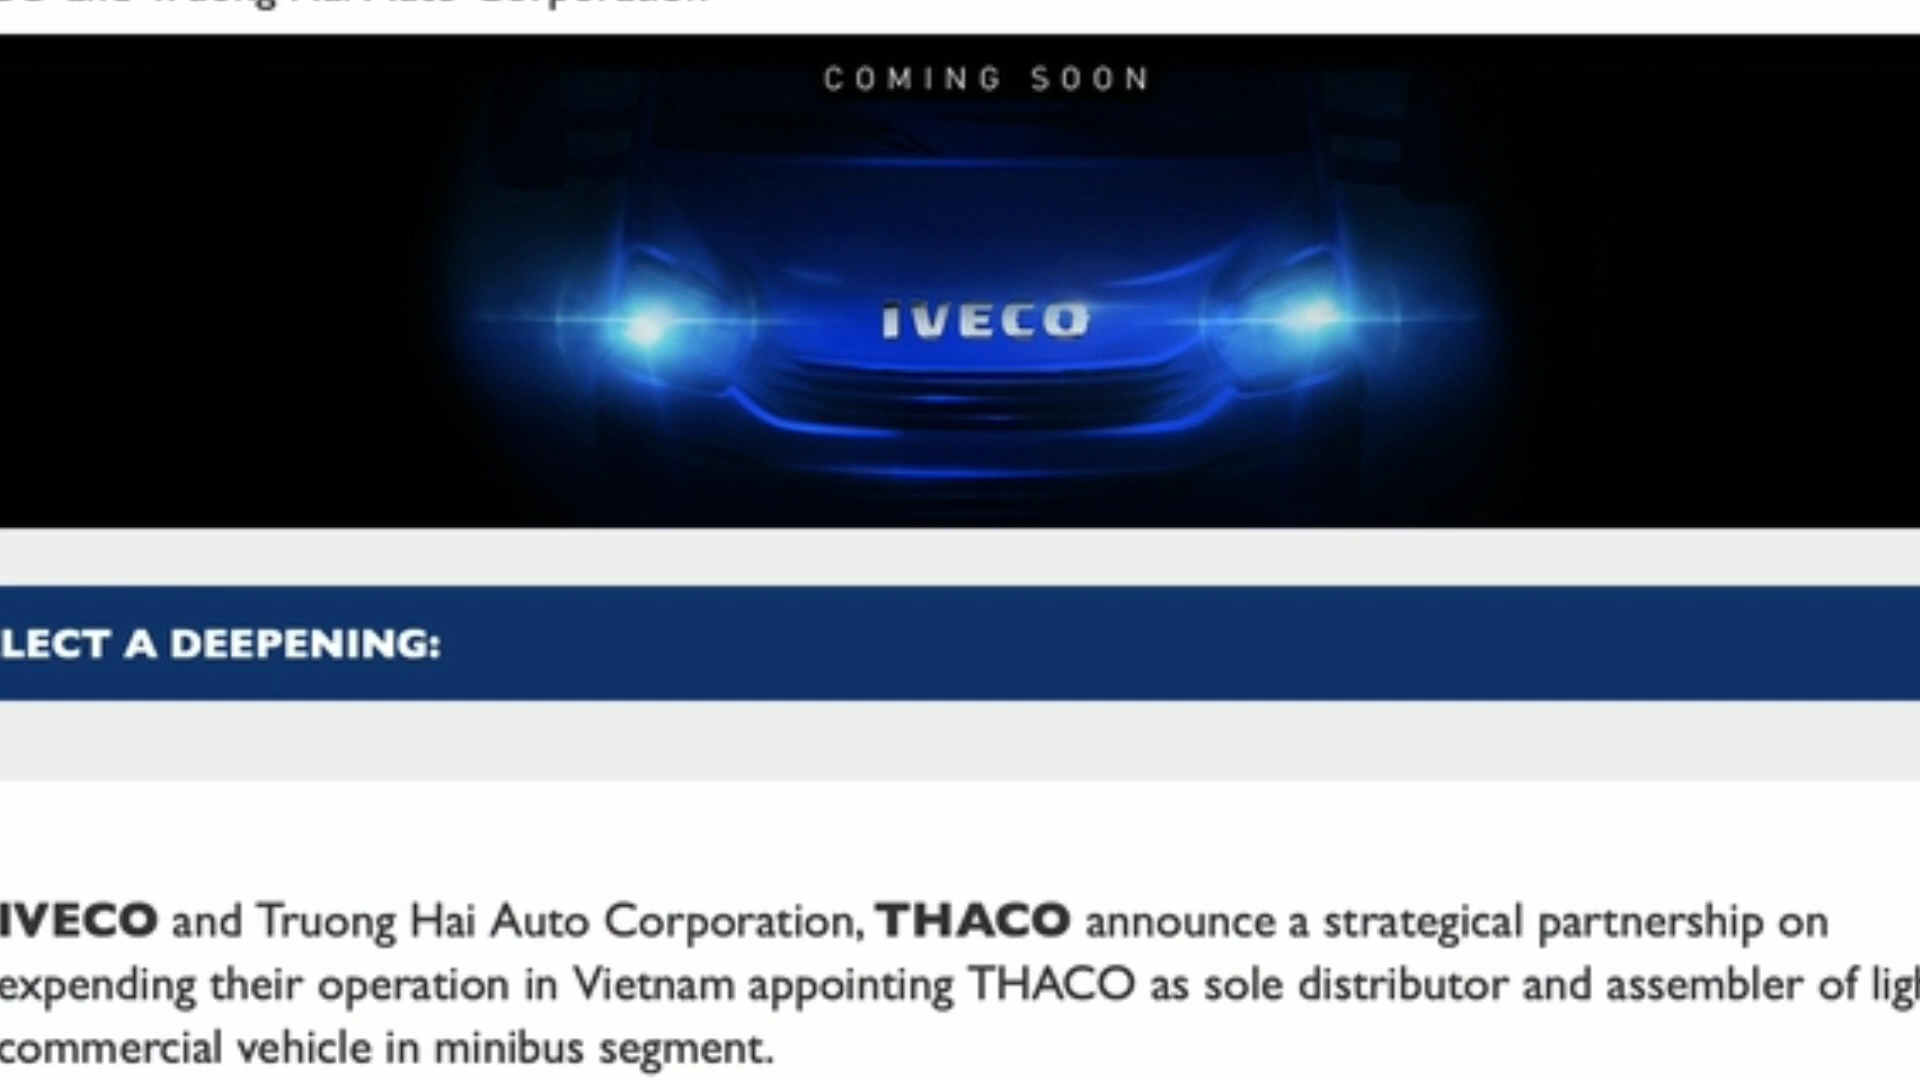 COMING SOON
IVECO
LECT A DEEPENING:
IVECO and Truong Hai Auto Corporation, THACO announce a strategical partnership on
expending their operation in Vietnam appointing THACO as sole distributor and assembler of
commercial vehicle in minibus segment.